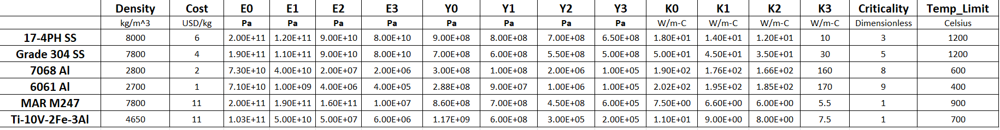 Density Cost E0 E1 E2 E3 Y0 Y1 Y2 Y3 K0 K1 K2 K3 Criticality Temp_Limit
kg/m^3 USD/kg Pa Pa Pa Pa Pa Pa Pa Pa W/m-C W/m-C W/m-C W/m-C Dimensionless Celsius
17-4PH SS 8000 6 2.00E+11 1.20E+11 9.00E+10 8.00E+10 9.00E+08 8.00E+08 7.00E+08 6.50E+08 1.80E+01 1.40E+01 1.20E+01 10 3 1200
Grade 304 SS 7800 4 1.90E+11 1.10E+11 9.00E+10 8.00E+10 7.00E+08 6.00E+08 5.50E+08 5.00E+08 5.00E+01 4.50E+01 3.50E+01 30 5 1200
7068 Al 2800 2 7.30E+10 4.00E+10 2.00E+07 2.00E+06 3.00E+08 1.00E+08 2.00E+06 1.00E+05 1.90E+02 1.76E+02 1.66E+02 160 8 600
6061 Al 2700 1 7.10E+10 1.00E+09 4.00E+06 4.00E+05 2.88E+08 9.00E+07 1.00E+06 1.00E+05 2.02E+02 1.95E+02 1.85E+02 170 9 400
MAR M247 7800 11 2.00E+11 1.90E+11 1.60E+11 1.00E+07 8.60E+08 7.00E+08 4.50E+08 6.00E+05 7.50E+00 6.60E+00 6.00E+00 5.5 1 900
Ti-10V-2Fe-3Al 4650 11 1.03E+11 5.00E+10 5.00E+07 6.00E+06 1.17E+09 6.00E+08 3.00E+05 2.00E+05 1.10E+01 9.00E+00 8.00E+00 7.5 1 700